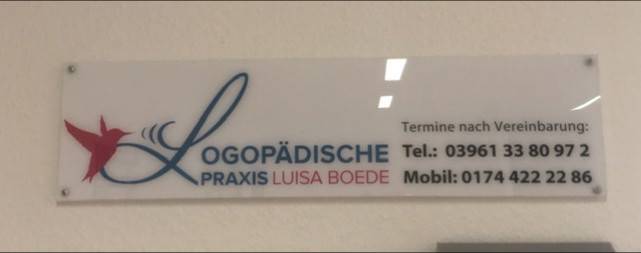 LOGOPÄDISCHE
PRAXIS LUISA BOEDE
Termine nach Vereinbarung:
Tel.: 03961 33 80 97 2
Mobil: 0174 422 22 86